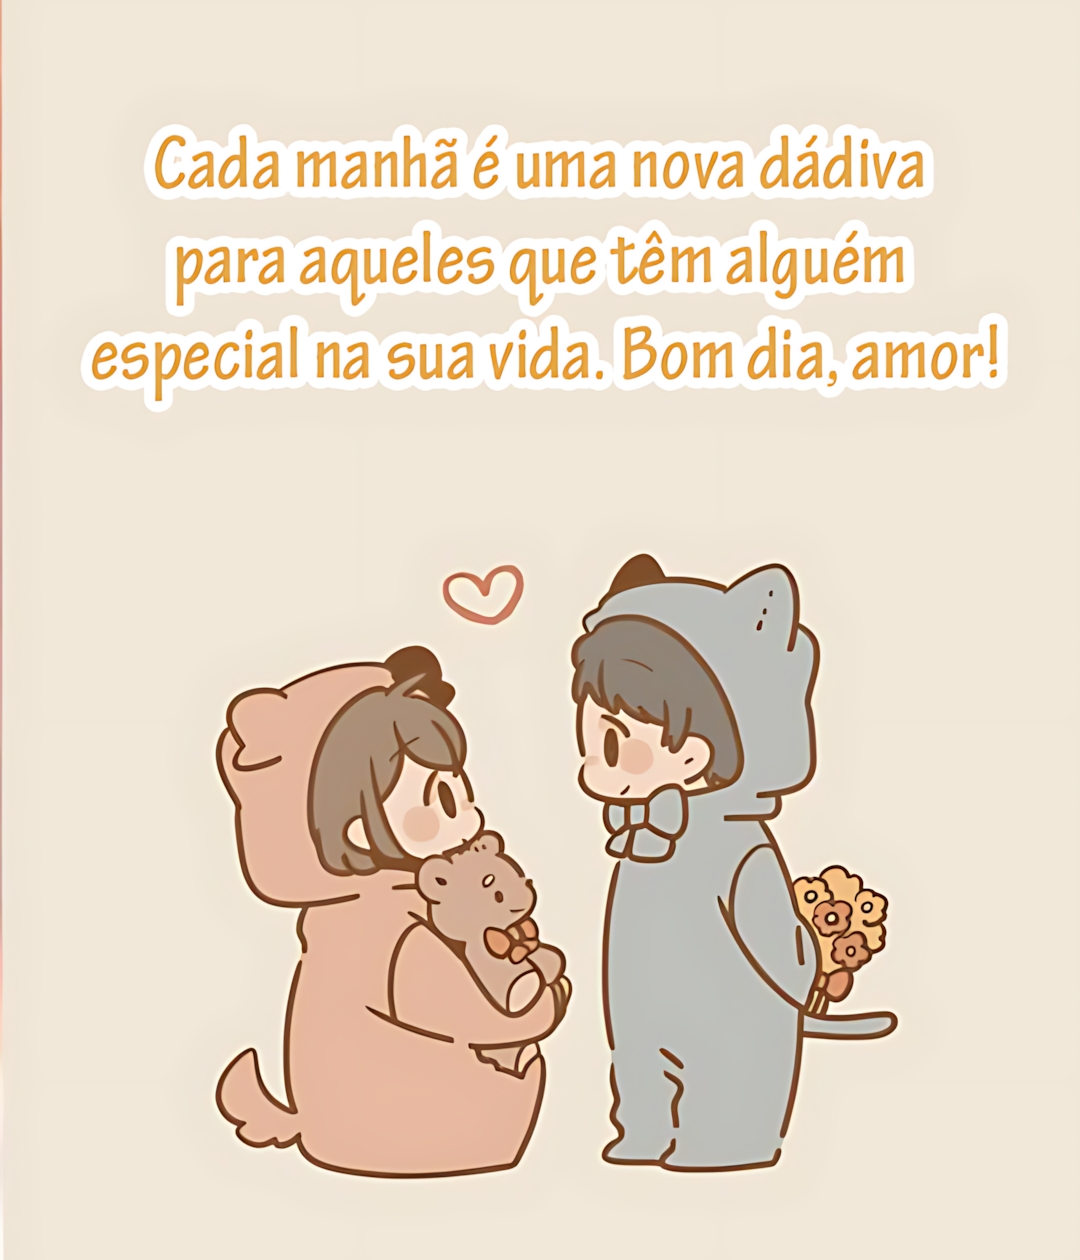 Cada manhã é uma nova dádiva
para aqueles que têm alguém
especial na sua vida. Bom dia, amor!